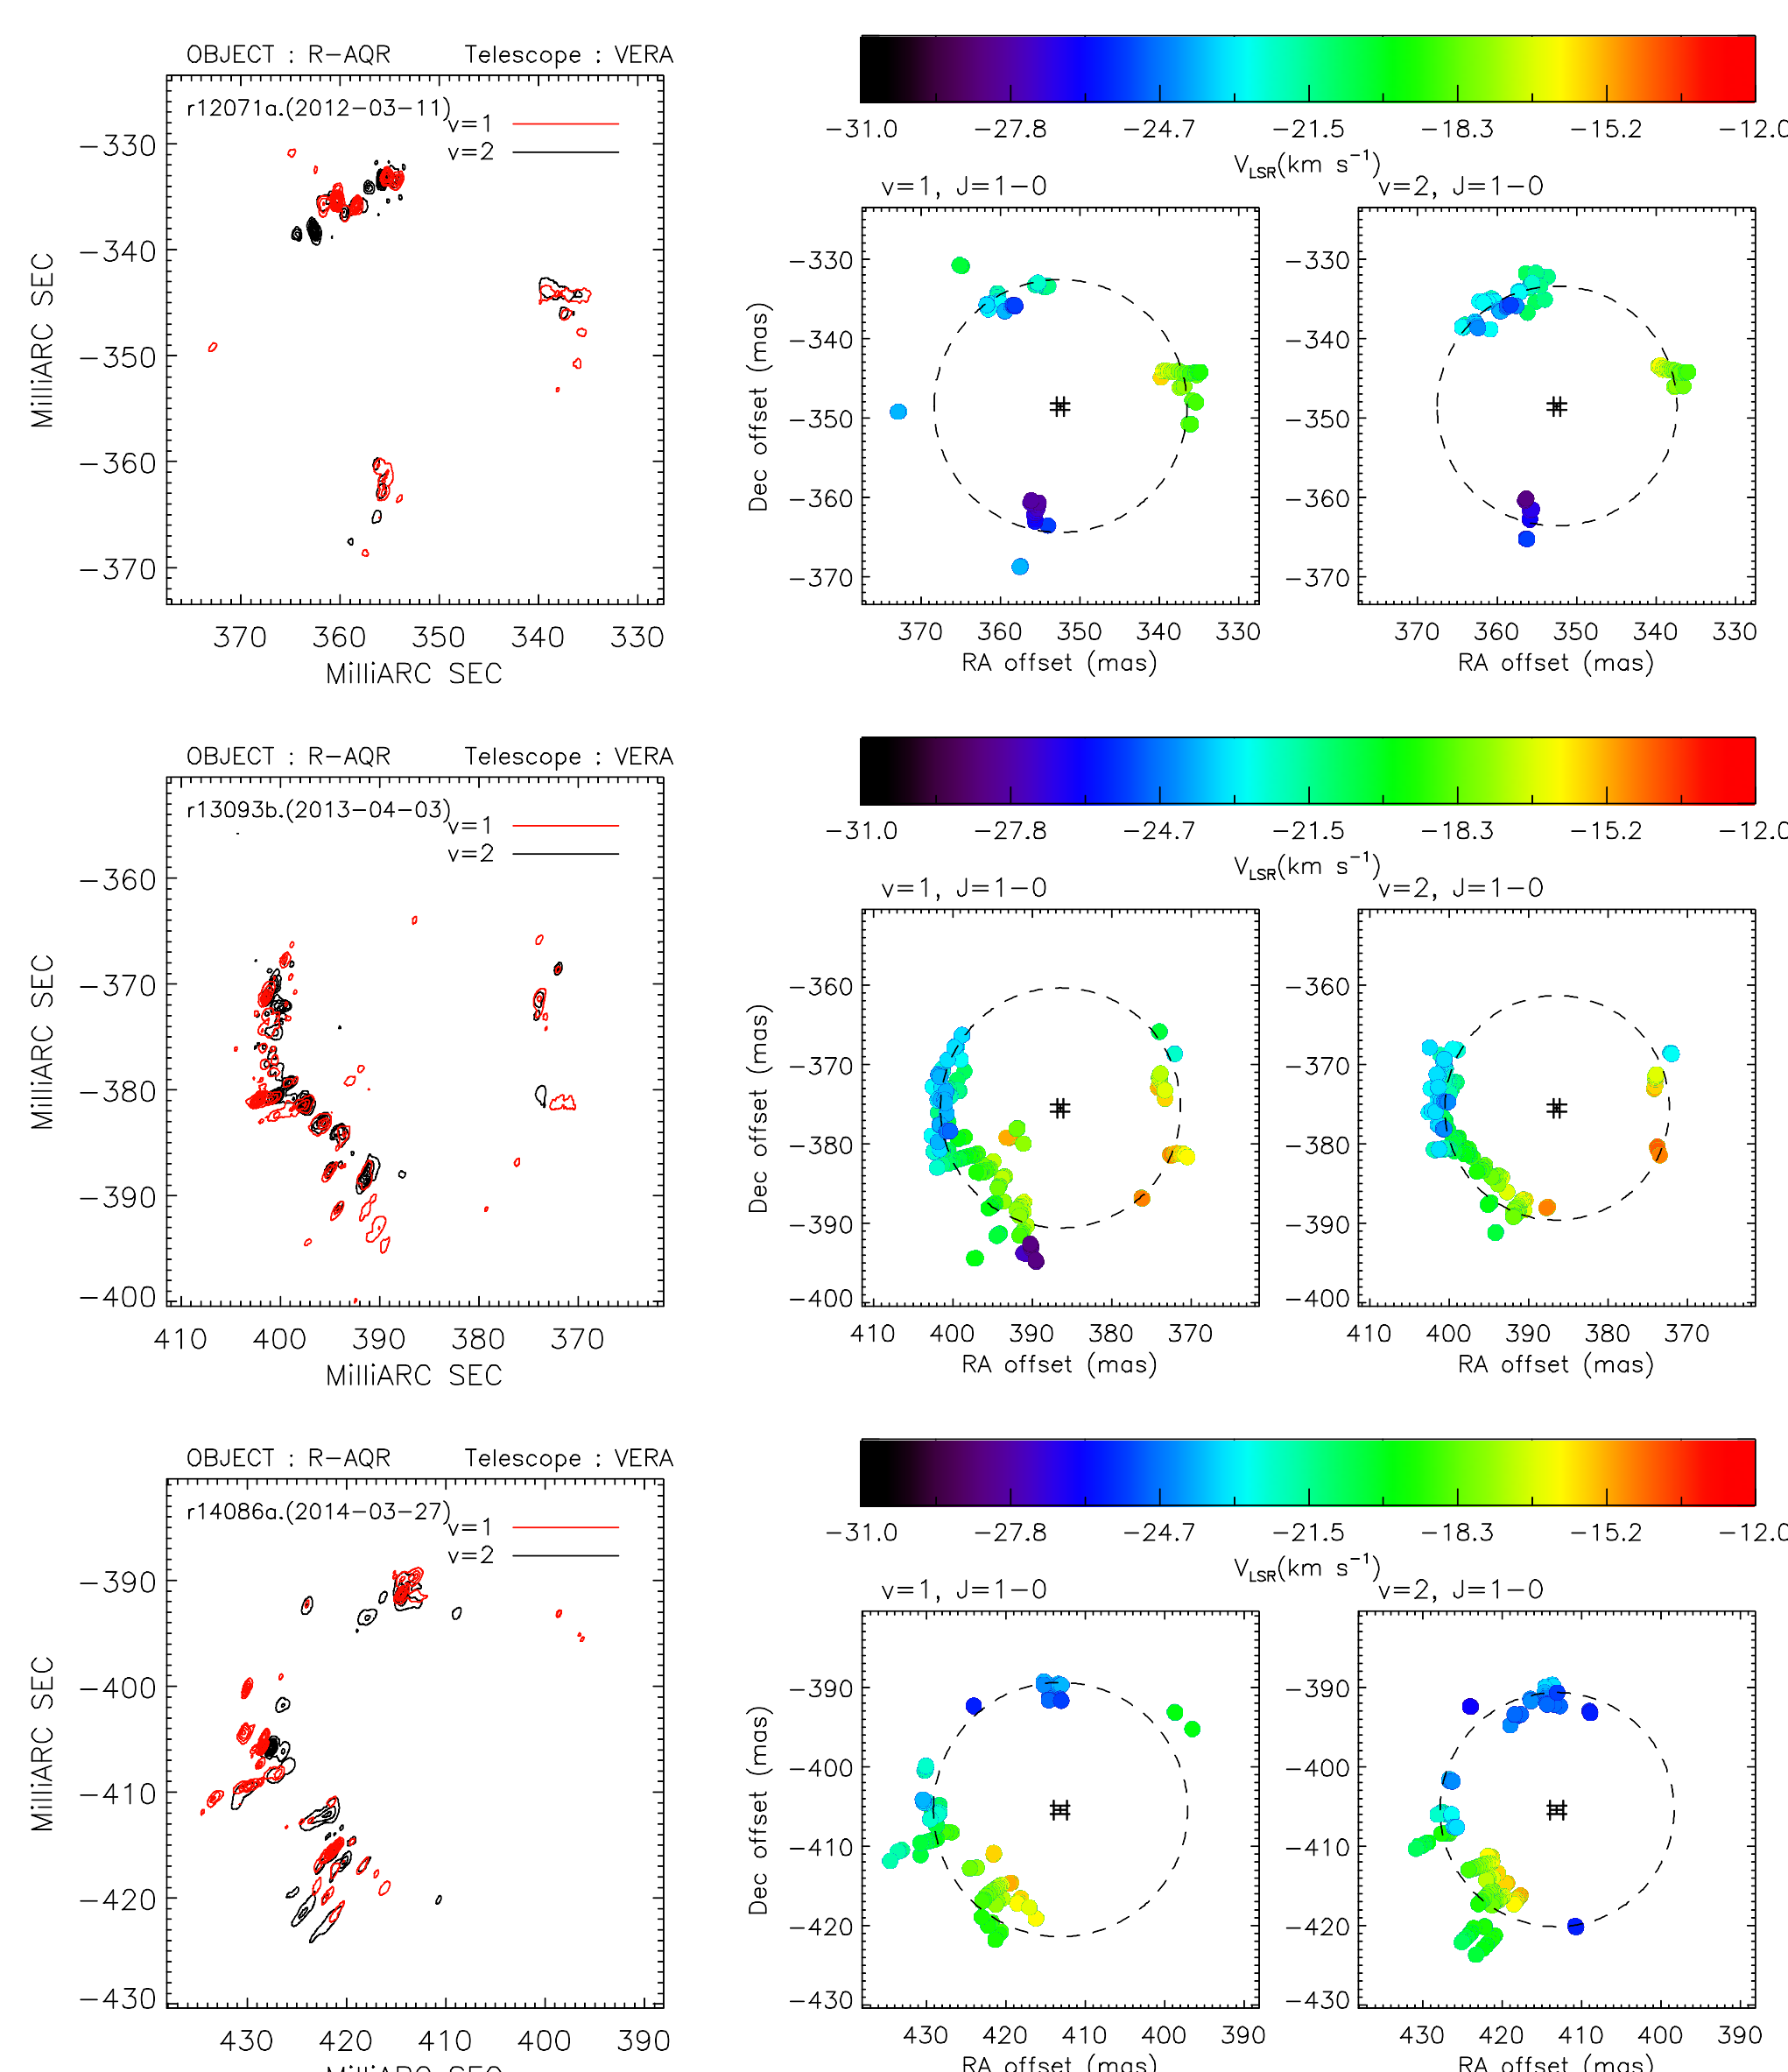 OBJECT : R-AQR Telescope : VERA
r12071a.(2012-03-11)
v=1
v=2
MilliARC SEC
-330
-340
-350
-360
-370
370 360 350 340 330
MilliARC SEC
-31.0 -27.8 -24.7 -21.5 -18.3 -15.2 -12.0
VLSR(km s⁻¹)
v=1, J=1-0
v=2, J=1-0
Dec offset (mas)
-330
-340
-350
-360
-370
370 360 350 340 330
RA offset (mas)
-330
-340
-350
-360
-370
370 360 350 340 330
RA offset (mas)
OBJECT : R-AQR Telescope : VERA
r13093b.(2013-04-03)
v=1
v=2
MilliARC SEC
-360
-370
-380
-390
-400
410 400 390 380 370
MilliARC SEC
-31.0 -27.8 -24.7 -21.5 -18.3 -15.2 -12.0
VLSR(km s⁻¹)
v=1, J=1-0
v=2, J=1-0
Dec offset (mas)
-360
-370
-380
-390
-400
410 400 390 380 370
RA offset (mas)
-360
-370
-380
-390
-400
410 400 390 380 370
RA offset (mas)
OBJECT : R-AQR Telescope : VERA
r14086a.(2014-03-27)
v=1
v=2
MilliARC SEC
-390
-400
-410
-420
-430
430 420 410 400 390
MilliARC SEC
-31.0 -27.8 -24.7 -21.5 -18.3 -15.2 -12.0
VLSR(km s⁻¹)
v=1, J=1-0
v=2, J=1-0
Dec offset (mas)
-390
-400
-410
-420
-430
430 420 410 400 390
RA offset (mas)
-390
-400
-410
-420
-430
430 420 410 400 390
RA offset (mas)